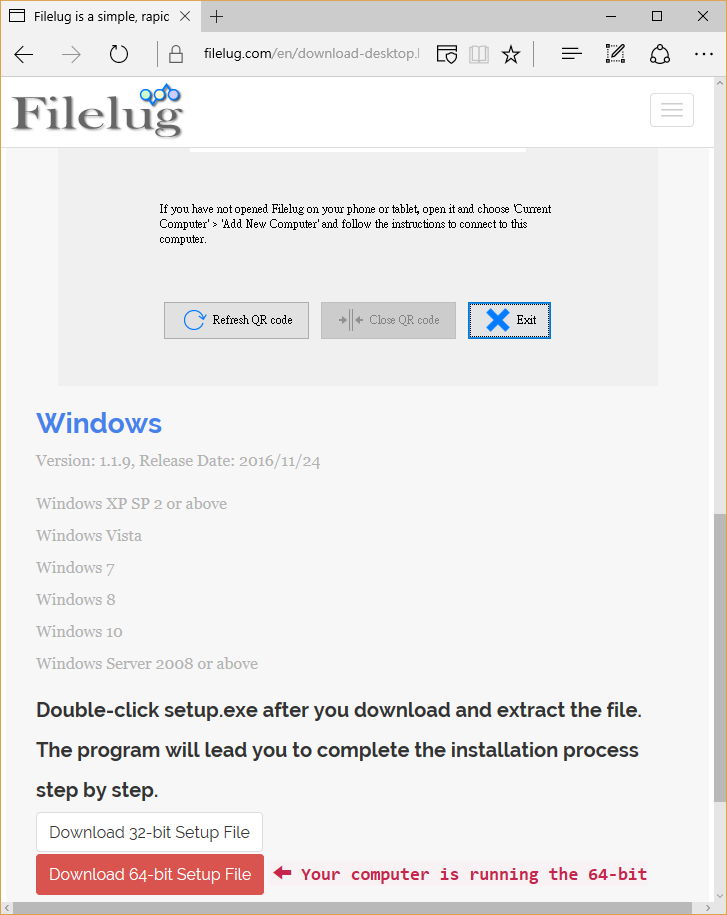 Filelug is a simple, rapic
filelug.com/en/download-desktop.
Filelug
If you have not opened Filelug on your phone or tablet, open it and choose 'Current
Computer' > 'Add New Computer' and follow the instructions to connect to this
computer.
Refresh QR code
Close QR code
Exit
Windows
Version: 1.1.9, Release Date: 2016/11/24
Windows XP SP 2 or above
Windows Vista
Windows 7
Windows 8
Windows 10
Windows Server 2008 or above
Double-click setup.exe after you download and extract the file.
The program will lead you to complete the installation process
step by step.
Download 32-bit Setup File
Download 64-bit Setup File
Your computer is running the 64-bit